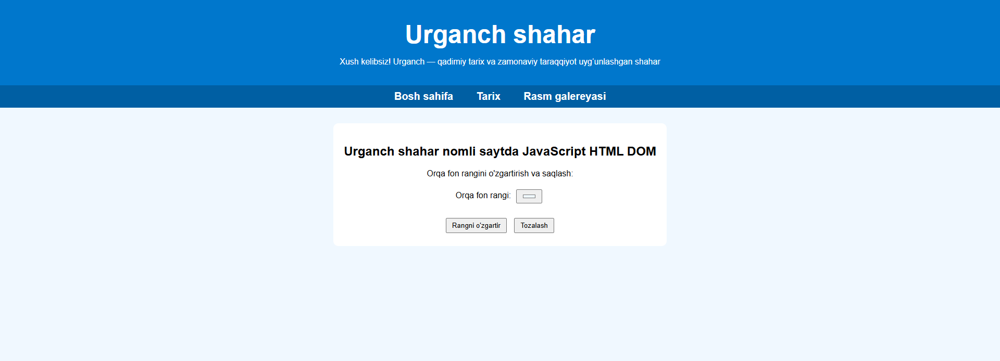 Urganch shahar
Xush kelibsiz! Urganch — qadimiy tarix va zamonaviy taraqqiyot uyg‘unlashgan shahar
Bosh sahifa Tarix Rasm galereyasi
Urganch shahar nomli saytda JavaScript HTML DOM
Orqa fon rangini o'zgartirish va saqlash:
Orqa fon rangi:
Rangni o'zgartir Tozalash